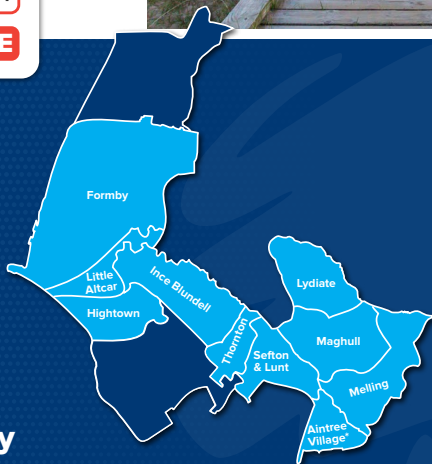 E
Formby
Little
Altcar
Ince Blundell
Hightown
Lydiate
Thornton
Sefton
& Lunt
Maghull
Melling
Aintree
Village*
y